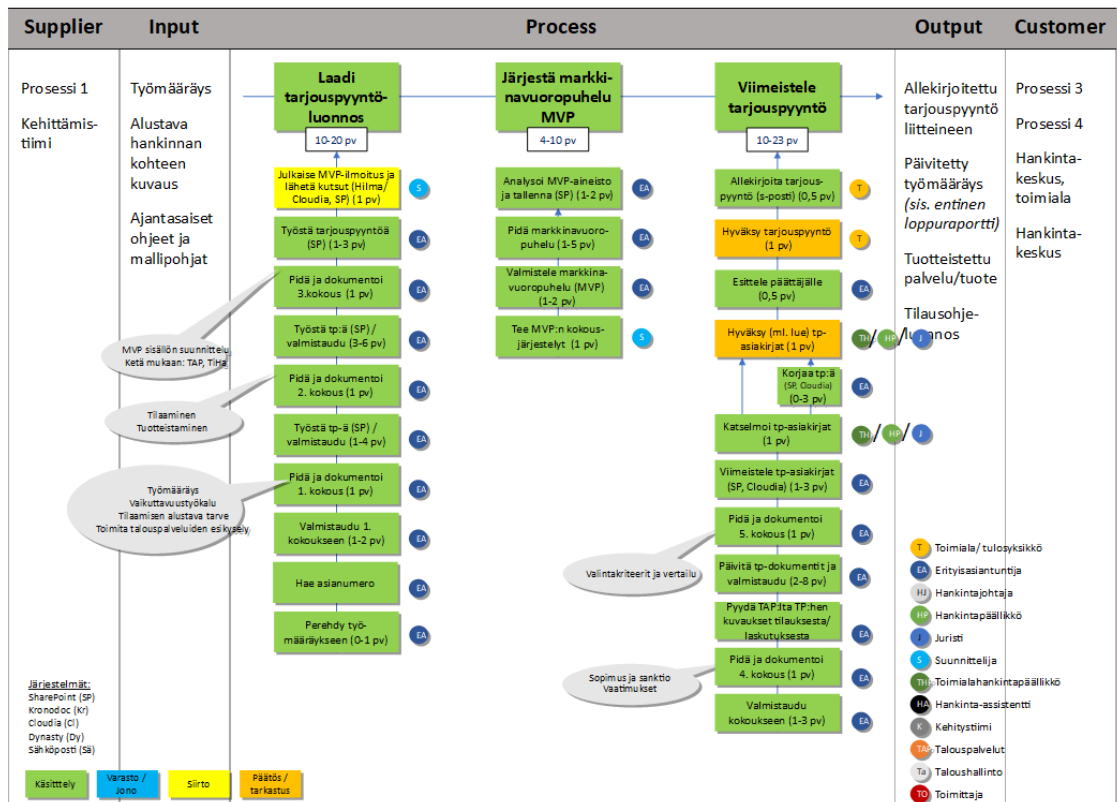 Supplier
Input
Process
Output
Customer
Prosessi 1
Kehittämis-
tiimi
Työmääräys
Alustava
hankinnan
kohteen
kuvaus
Ajantasaiset
ohjeet ja
mallipohjat
Laadi
tarjouspyyntö-
luonnos
10-20 pv
Julkaise MVP-ilmoitus ja
lähetä kutsut (Hilma/
Cloudia, SP) (1 pv)
S
Työstä tarjouspyyntöä
(SP) (1-3 pv)
EA
Pidä ja dokumentoi
3.kokous (1 pv)
EA
Työstä tp:ä (SP) /
valmistaudu (3-6 pv)
EA
Pidä ja dokumentoi
2. kokous (1 pv)
EA
Työstä tp-ä (SP) /
valmistaudu (1-4 pv)
EA
Pidä ja dokumentoi
1. kokous (1 pv)
EA
Valmistaudu 1.
kokoukseen (1-2 pv)
EA
Hae asianumero
EA
Perehdy työ-
määräykseen (0-1 pv)
EA
MVP sisällön suunnittelu
Ketä mukaan: TAP, TiHa
Tilaaminen
Tuotteistaminen
Työmääräys
Vaikuttavuustyökalu
Tilaamisen alustava tarve
Toimita talouspalveluiden esikysely
Järjestä markki-
navuoropuhelu
MVP
4-10 pv
Analysoi MVP-aineisto
ja tallenna (SP) (1-2 pv)
EA
Pidä markkinavuoro-
puhelu (1-5 pv)
EA
Valmistele markkina-
vuoropuhelu (MVP)
(1-2 pv)
EA
Tee MVP:n kokous-
järjestelyt (1 pv)
S
Viimeistele
tarjouspyyntö
10-23 pv
Allekirjoita tarjous-
pyyntö (s-posti) (0,5 pv)
T
Hyväksy tarjouspyyntö
(1 pv)
T
Esittele päättäjälle
(0,5 pv)
EA
Hyväksy (ml. lue) tp-
asiakirjat (1 pv)
TH / HP / J
Korjaa tp:ä
(SP, Cloudia)
(0-3 pv)
EA
Katselmoi tp-asiakirjat
(1 pv)
TH / HP / J
Viimeistele tp-asiakirjat
(SP, Cloudia) (1-3 pv)
EA
Pidä ja dokumentoi
5. kokous (1 pv)
EA
Päivitä tp-dokumentit ja
valmistaudu (2-8 pv)
EA
Pyydä TAP:lta TP:hen
kuvaukset tilauksesta/
laskutuksesta
EA
Pidä ja dokumentoi
4. kokous (1 pv)
EA
Valmistaudu
kokoukseen (1-3 pv)
EA
Valintakriteerit ja vertailu
Sopimus ja sanktio
Vaatimukset
Allekirjoitettu
tarjouspyyntö
liitteineen
Päivitetty
työmääräys
(sis. entinen
loppuraportti)
Tuotteistettu
palvelu/tuote
Tilausohje-
luonnos
Prosessi 3
Prosessi 4
Hankinta-
keskus,
toimiala
Hankinta-
keskus
T Toimiala/ tulosyksikkö
EA Erityisasiantuntija
HJ Hankintajohtaja
HP Hankintapäällikkö
J Juristi
S Suunnittelija
THP Toimialahankintapäällikkö
HA Hankinta-assistentti
K Kehitystiimi
TAP Talouspalvelut
Ta Taloushallinto
TO Toimittaja
Järjestelmät:
SharePoint (SP)
Kronodoc (Kr)
Cloudia (Cl)
Dynasty (Dy)
Sähköposti (Sä)
Käsitttely
Varasto /
Jono
Siirto
Päätös /
tarkastus